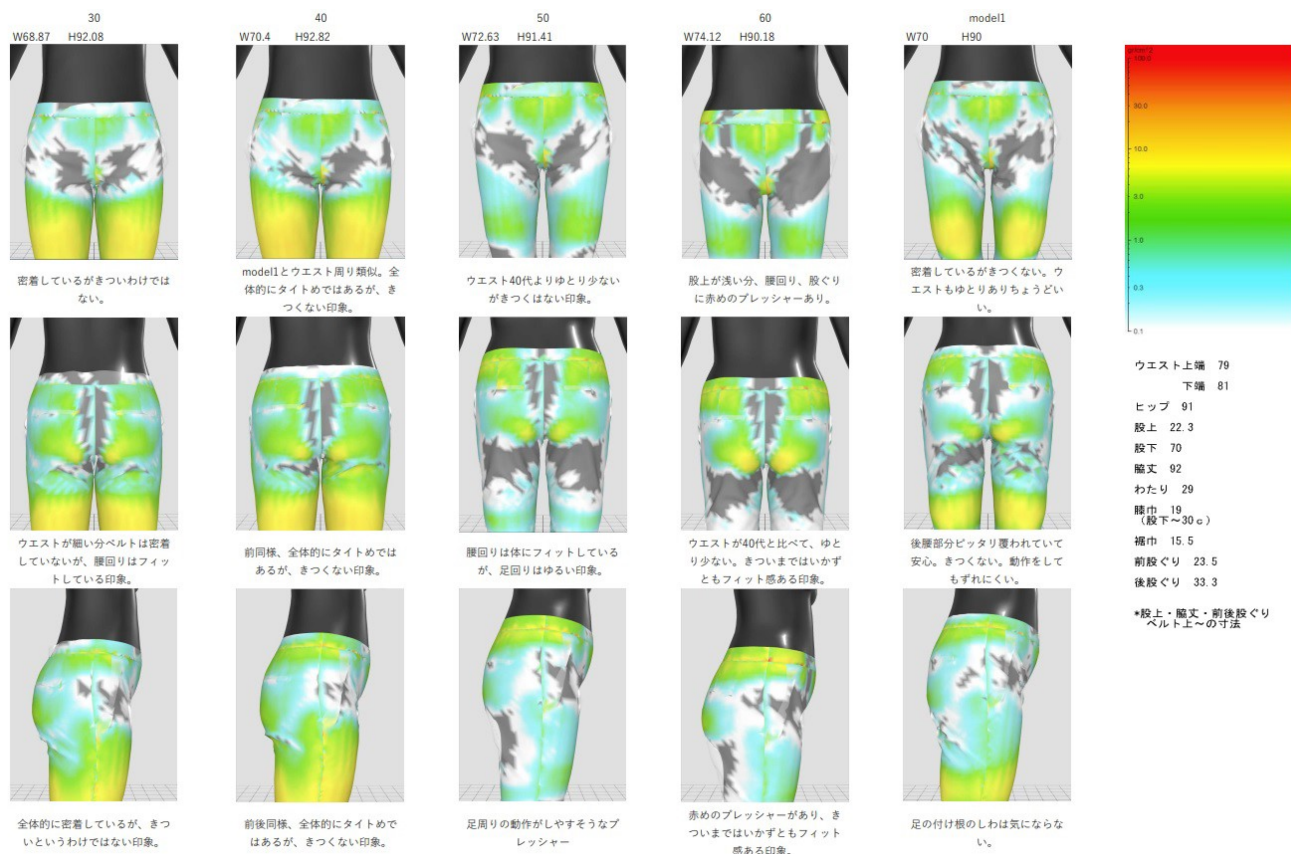 30
W68.87 H92.08
40
W70.4 H92.82
50
W72.63 H91.41
60
W74.12 H90.18
model1
W70 H90
密着しているがきついわけでは
ない。
model1とウエスト周り類似。全
体的にタイトめではあるが、き
つくない印象。
ウエスト40代よりゆとり少ない
がきつくはない印象。
股上が浅い分、腰回り、股ぐり
に赤めのプレッシャーあり。
密着しているがきつくない。ウ
エストもゆとりありちょうどい
い。
ウエストが細い分ベルトは密着
していないが、腰回りはフィッ
トしている印象。
前同様、全体的にタイトめでは
あるが、きつくない印象。
腰回りは体にフィットしている
が、足回りはゆるい印象。
ウエストが40代と比べて、ゆと
り少ない。きついまではいかず
ともフィット感ある印象。
後腰部分ピッタリ覆われていて
安心。きつくない。動作をして
もずれにくい。
全体的に密着しているが、きつ
いというわけではない印象。
前後同様、全体的にタイトめで
はあるが、きつくない印象。
足周りの動作がしやすそうなプ
レッシャー
赤めのプレッシャーがあり、き
ついまではいかずともフィット
感ある印象。
足の付け根のしわは気にならな
い。
100.0
30.0
10.0
3.0
1.0
0.3
0.1
ウエスト上端 79
下端 81
ヒップ 91
股上 22.3
股下 70
脇丈 92
わたり 29
膝巾 19
(股下~30c)
裾巾 15.5
前股ぐり 23.5
後股ぐり 33.3
*股上・脇丈・前後股ぐり
ベルト上~の寸法